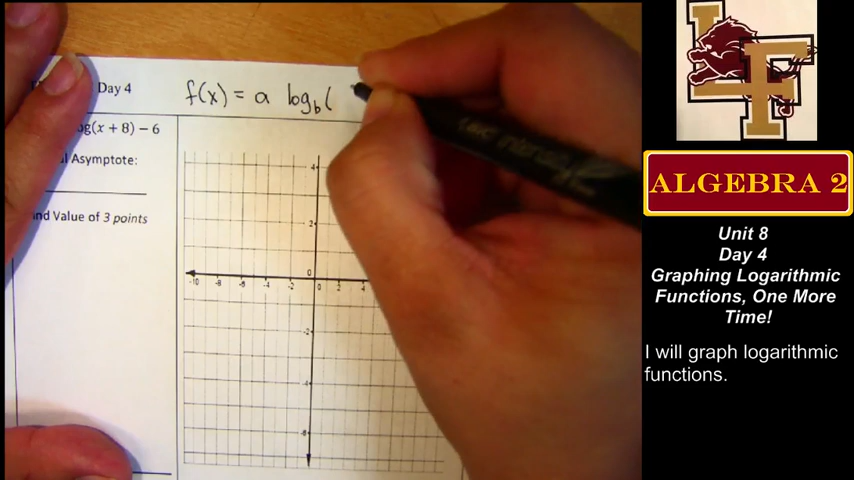 Day 4
f(x) = a log_b(
g(x + 8) − 6
l Asymptote:
nd Value of 3 points
4
2
0
-10 -8 -6 -4 -2 0 2 4
-2
-4
LF
ALGEBRA 2
Unit 8
Day 4
Graphing Logarithmic
Functions, One More
Time!
I will graph logarithmic
functions.